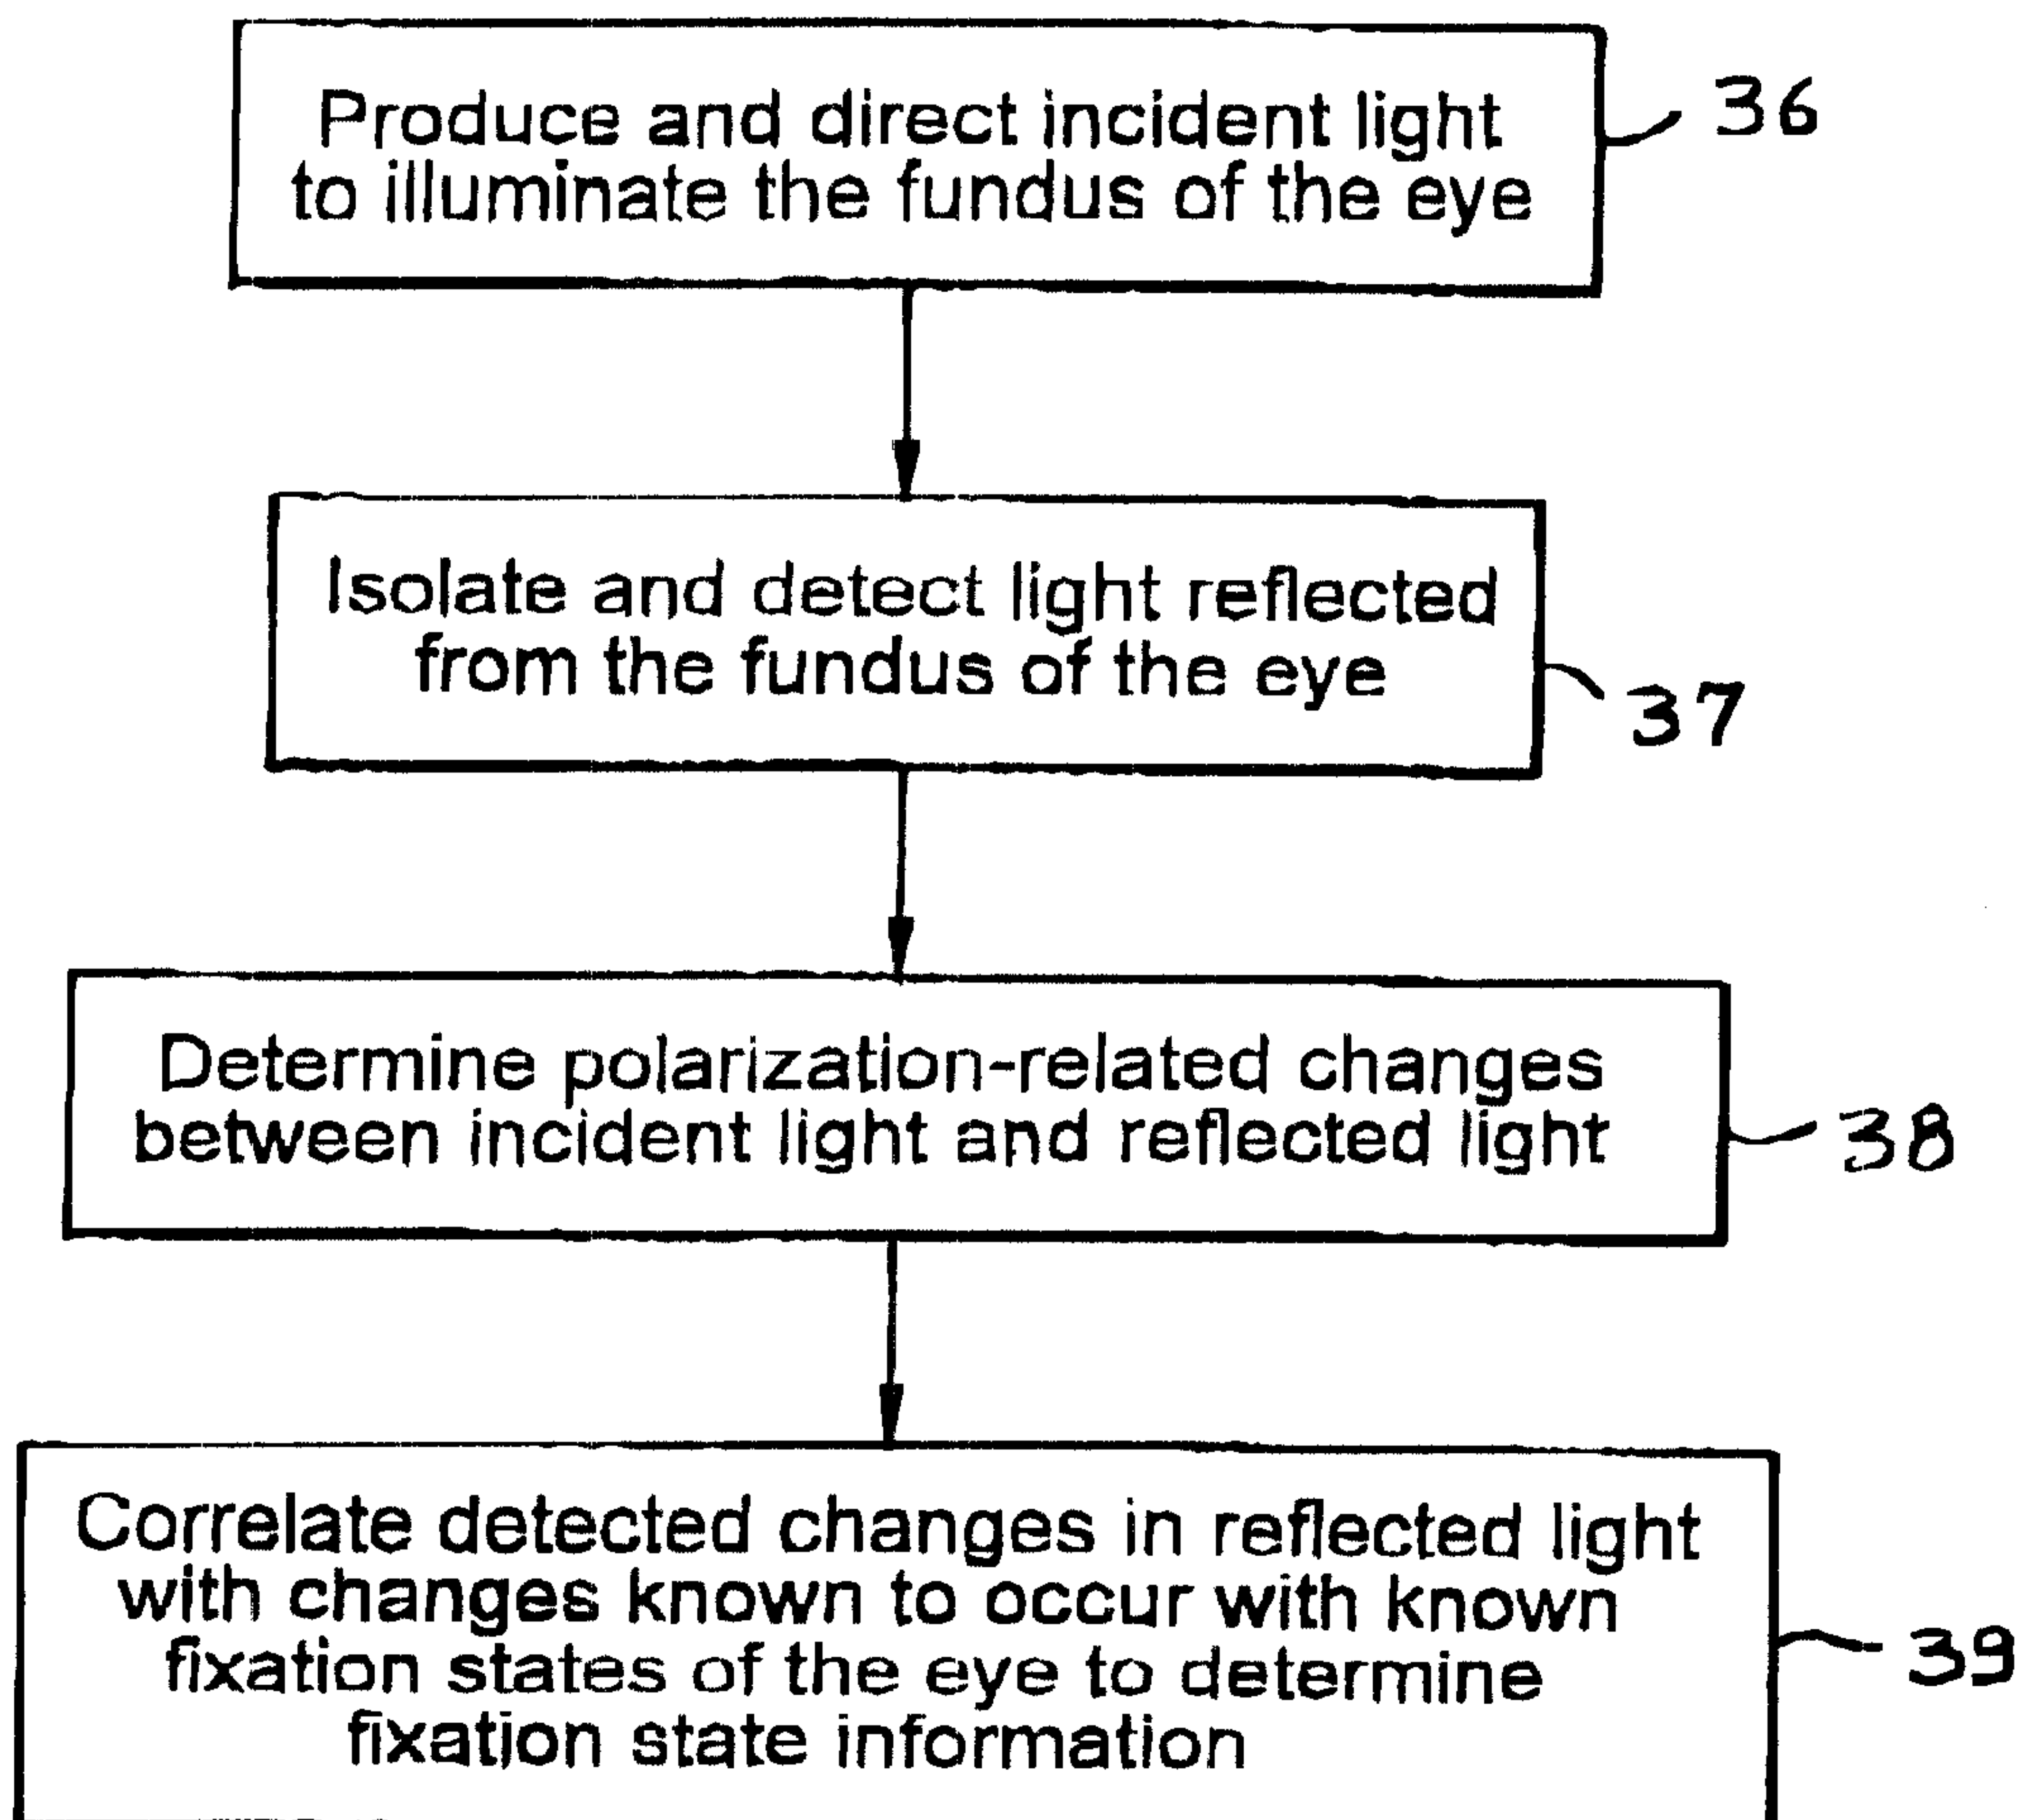 Produce and direct incident light
to illuminate the fundus of the eye
36
Isolate and detect light reflected
from the fundus of the eye
37
Determine polarization-related changes
between incident light and reflected light
38
Correlate detected changes in reflected light
with changes known to occur with known
fixation states of the eye to determine
fixation state information
39